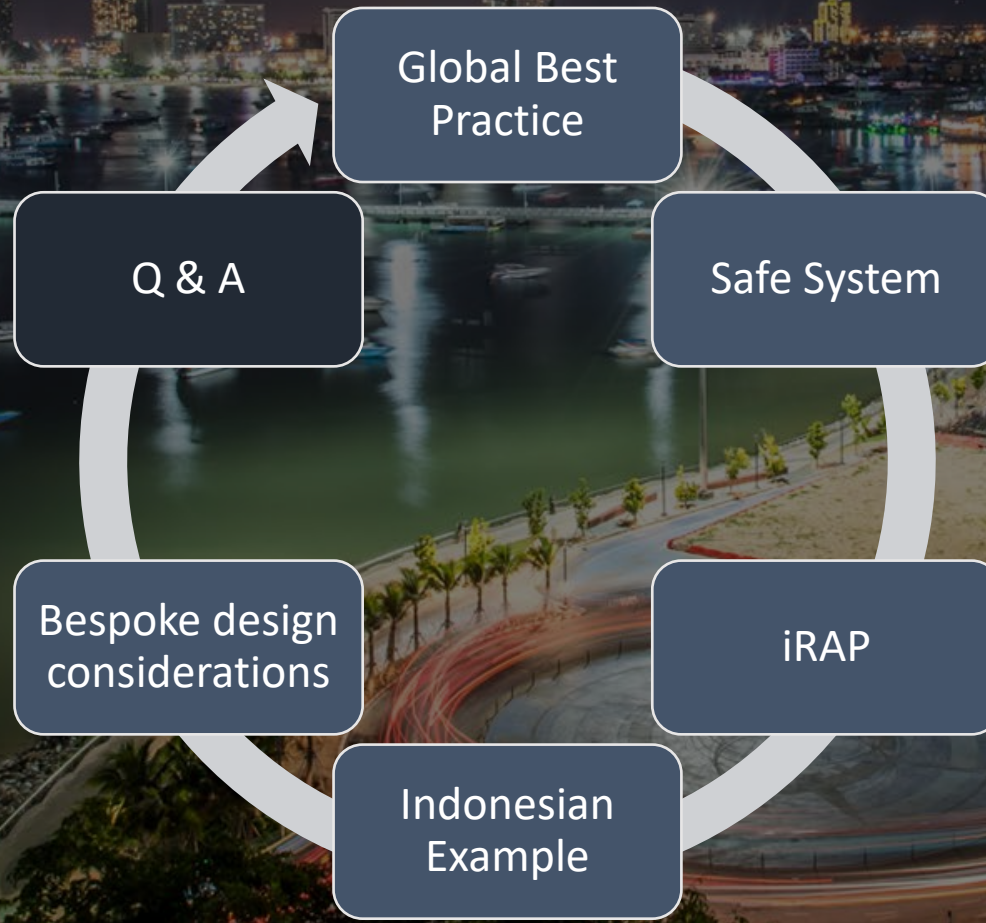 Global Best
Practice
Safe System
iRAP
Indonesian
Example
Bespoke design
considerations
Q & A